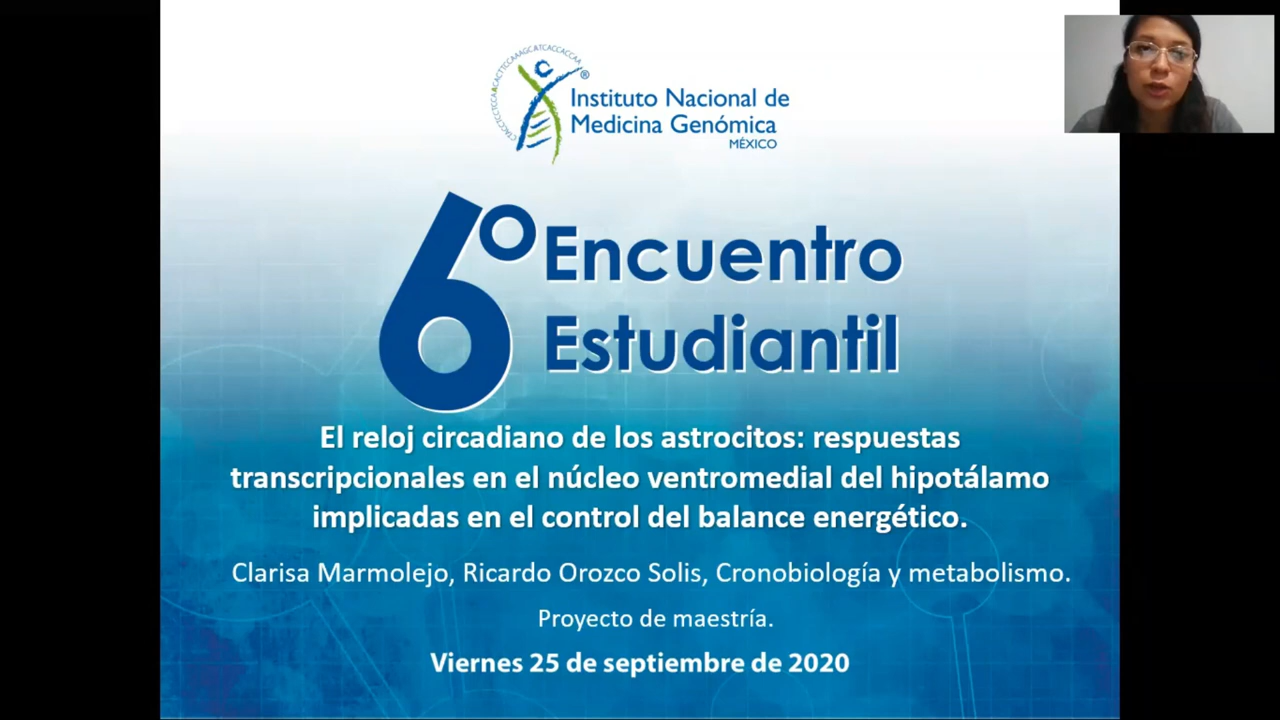 Instituto Nacional de
Medicina Genómica
MÉXICO
6° Encuentro
Estudiantil
El reloj circadiano de los astrocitos: respuestas
transcripcionales en el núcleo ventromedial del hipotálamo
implicadas en el control del balance energético.
Clarisa Marmolejo, Ricardo Orozco Solis, Cronobiología y metabolismo.
Proyecto de maestría.
Viernes 25 de septiembre de 2020